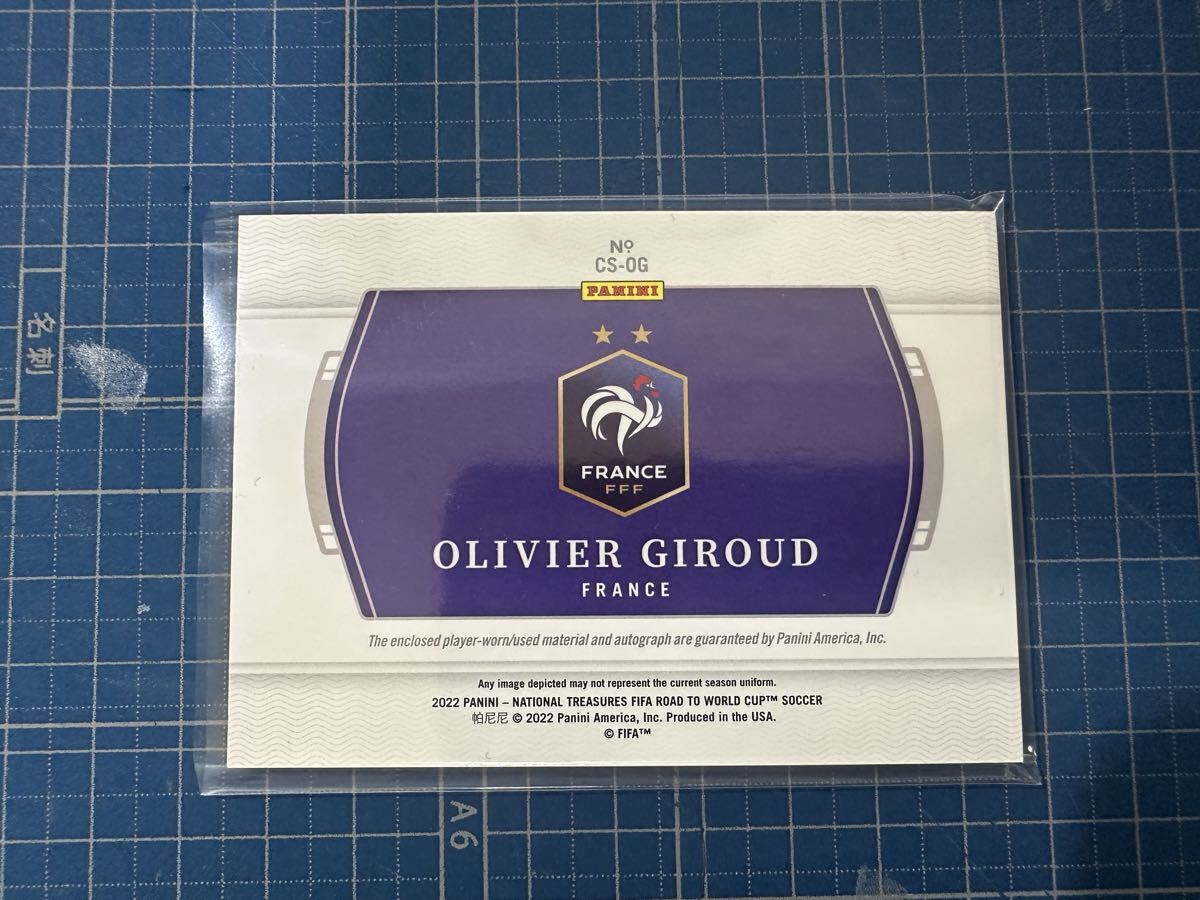 Nº
CS-OG
PANINI
FRANCE
FFF
OLIVIER GIROUD
FRANCE
The enclosed player-worn/used material and autograph are guaranteed by Panini America, Inc.
Any image depicted may not represent the current season uniform.
2022 PANINI – NATIONAL TREASURES FIFA ROAD TO WORLD CUP™ SOCCER
帕尼尼 © 2022 Panini America, Inc. Produced in the USA.
© FIFA™
名刺
A6